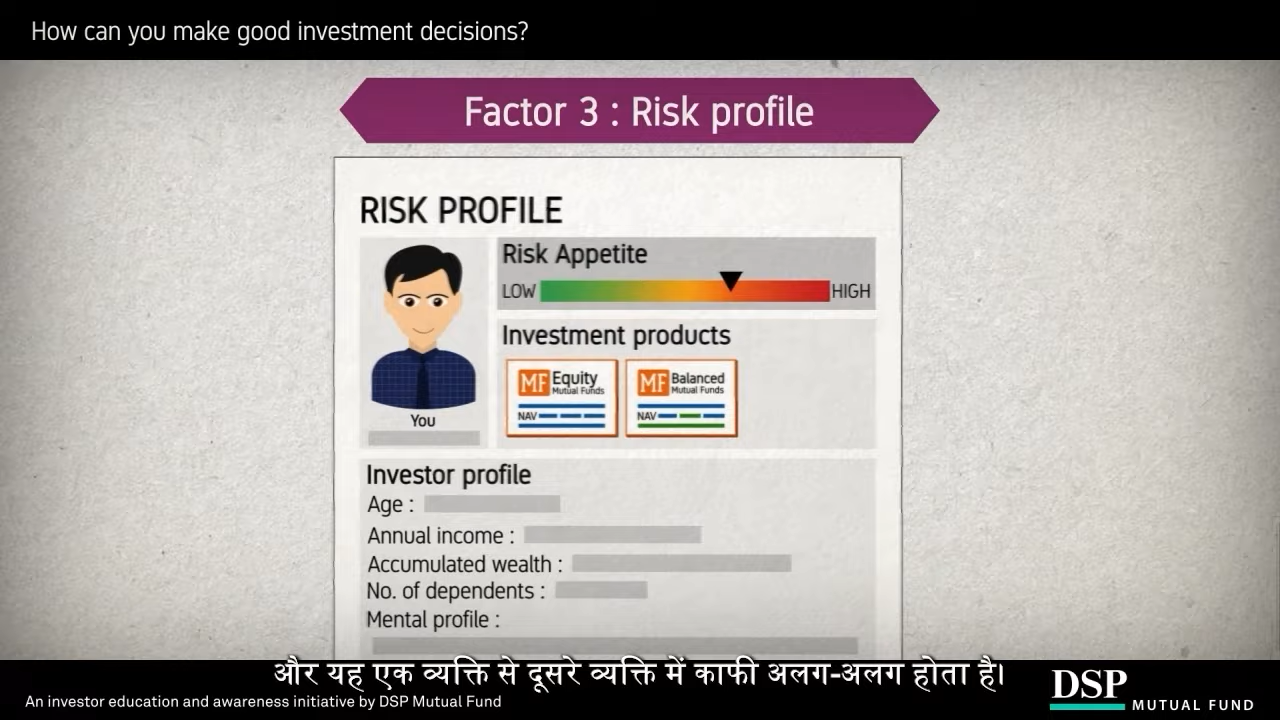 How can you make good investment decisions?
Factor 3 : Risk profile
RISK PROFILE
Risk Appetite
LOW HIGH
Investment products
MF Equity Mutual Funds
NAV
MF Balanced Mutual Funds
NAV
You
Investor profile
Age :
Annual income :
Accumulated wealth :
No. of dependents :
Mental profile :
और यह एक व्यक्ति से दूसरे व्यक्ति में काफी अलग-अलग होता है।
An investor education and awareness initiative by DSP Mutual Fund
DSP
MUTUAL FUND